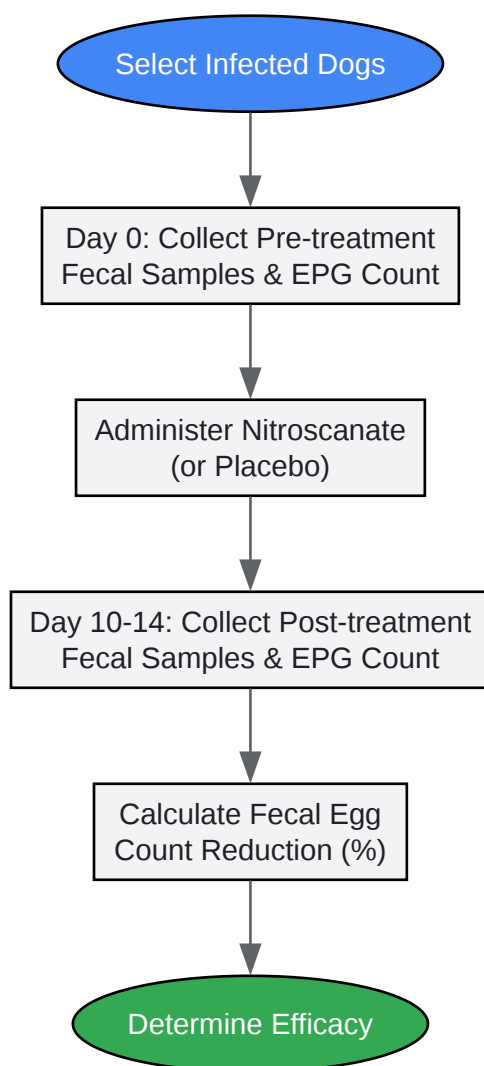 Select Infected Dogs
Day 0: Collect Pre-treatment
Fecal Samples & EPG Count
Administer Nitroscanate
(or Placebo)
Day 10-14: Collect Post-treatment
Fecal Samples & EPG Count
Calculate Fecal Egg
Count Reduction (%)
Determine Efficacy